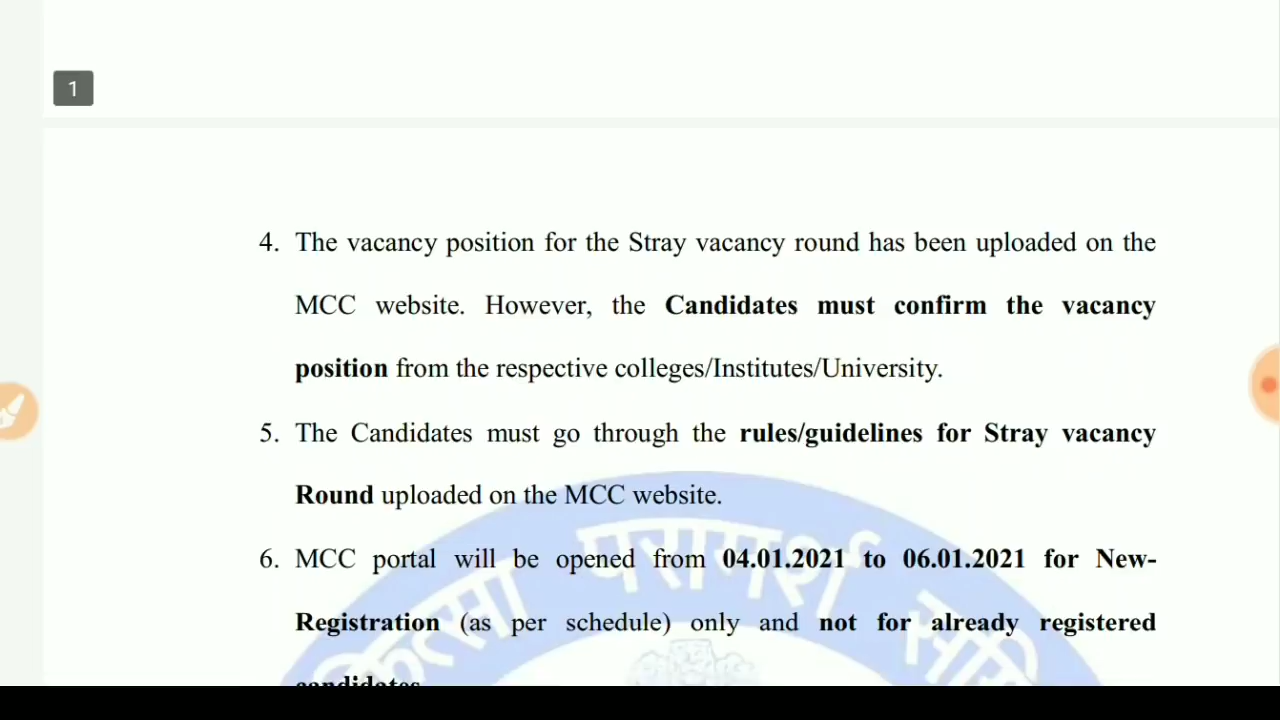 1
4. The vacancy position for the Stray vacancy round has been uploaded on the
MCC website. However, the Candidates must confirm the vacancy
position from the respective colleges/Institutes/University.
5. The Candidates must go through the rules/guidelines for Stray vacancy
Round uploaded on the MCC website.
6. MCC portal will be opened from 04.01.2021 to 06.01.2021 for New-
Registration (as per schedule) only and not for already registered
candidates
परामर्श